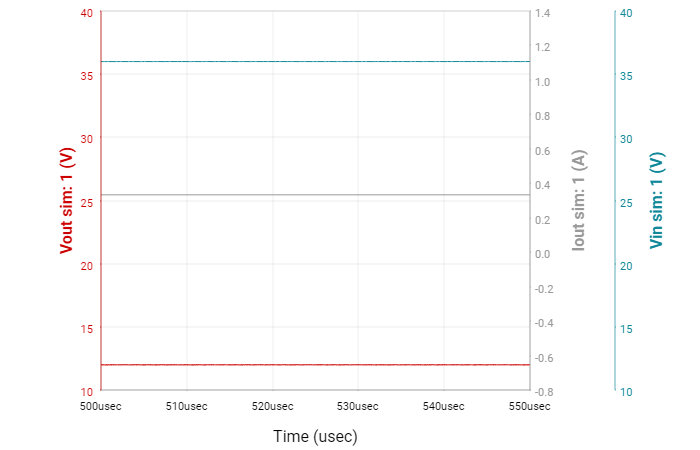 Vout sim: 1 (V)
40
35
30
25
20
15
10
500usec
510usec
520usec
530usec
540usec
550usec
Time (usec)
1.4
1.2
1.0
0.8
0.6
0.4
0.2
0.0
-0.2
-0.4
-0.6
-0.8
Iout sim: 1 (A)
40
35
30
25
20
15
10
Vin sim: 1 (V)